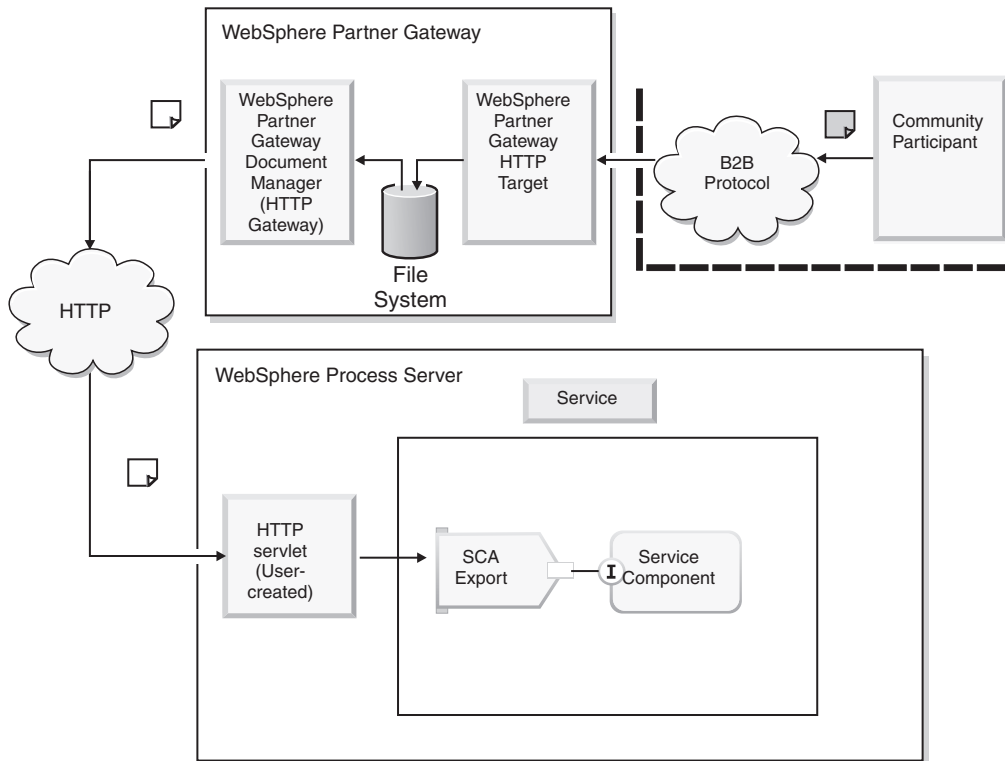 WebSphere Partner Gateway
WebSphere
Partner
Gateway
Document
Manager
(HTTP
Gateway)
File
System
WebSphere
Partner
Gateway
HTTP
Target
B2B
Protocol
Community
Participant
HTTP
WebSphere Process Server
Service
HTTP
servlet
(User-
created)
SCA
Export
I
Service
Component